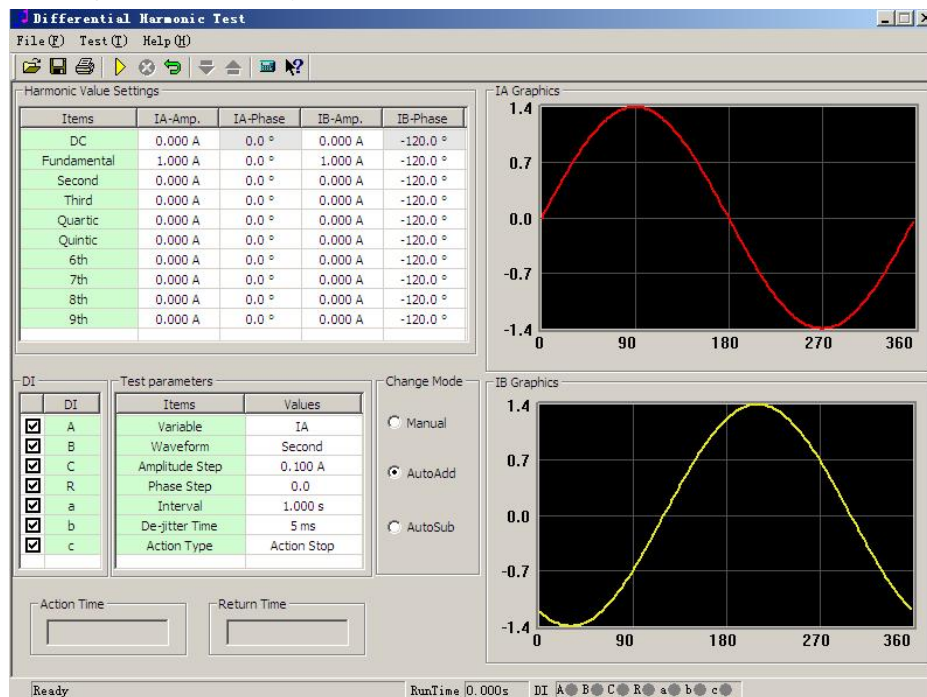 Differential Harmonic Test
File(F) Test(T) Help(H)
Harmonic Value Settings
Items IA-Amp. IA-Phase IB-Amp. IB-Phase
DC 0.000 A 0.0 ° 0.000 A -120.0 °
Fundamental 1.000 A 0.0 ° 1.000 A -120.0 °
Second 0.000 A 0.0 ° 0.000 A -120.0 °
Third 0.000 A 0.0 ° 0.000 A -120.0 °
Quartic 0.000 A 0.0 ° 0.000 A -120.0 °
Quintic 0.000 A 0.0 ° 0.000 A -120.0 °
6th 0.000 A 0.0 ° 0.000 A -120.0 °
7th 0.000 A 0.0 ° 0.000 A -120.0 °
8th 0.000 A 0.0 ° 0.000 A -120.0 °
9th 0.000 A 0.0 ° 0.000 A -120.0 °
IA Graphics
1.4
0.7
0.0
-0.7
-1.4
0 90 180 270 360
DI
DI
A
B
C
R
a
b
c
Test parameters
Items Values
Variable IA
Waveform Second
Amplitude Step 0.100 A
Phase Step 0.0
Interval 1.000 s
De-jitter Time 5 ms
Action Type Action Stop
Change Mode
Manual
AutoAdd
AutoSub
IB Graphics
1.4
0.7
0.0
-0.7
-1.4
0 90 180 270 360
Action Time
Return Time
Ready RunTime 0.000s DI A B C R a b c